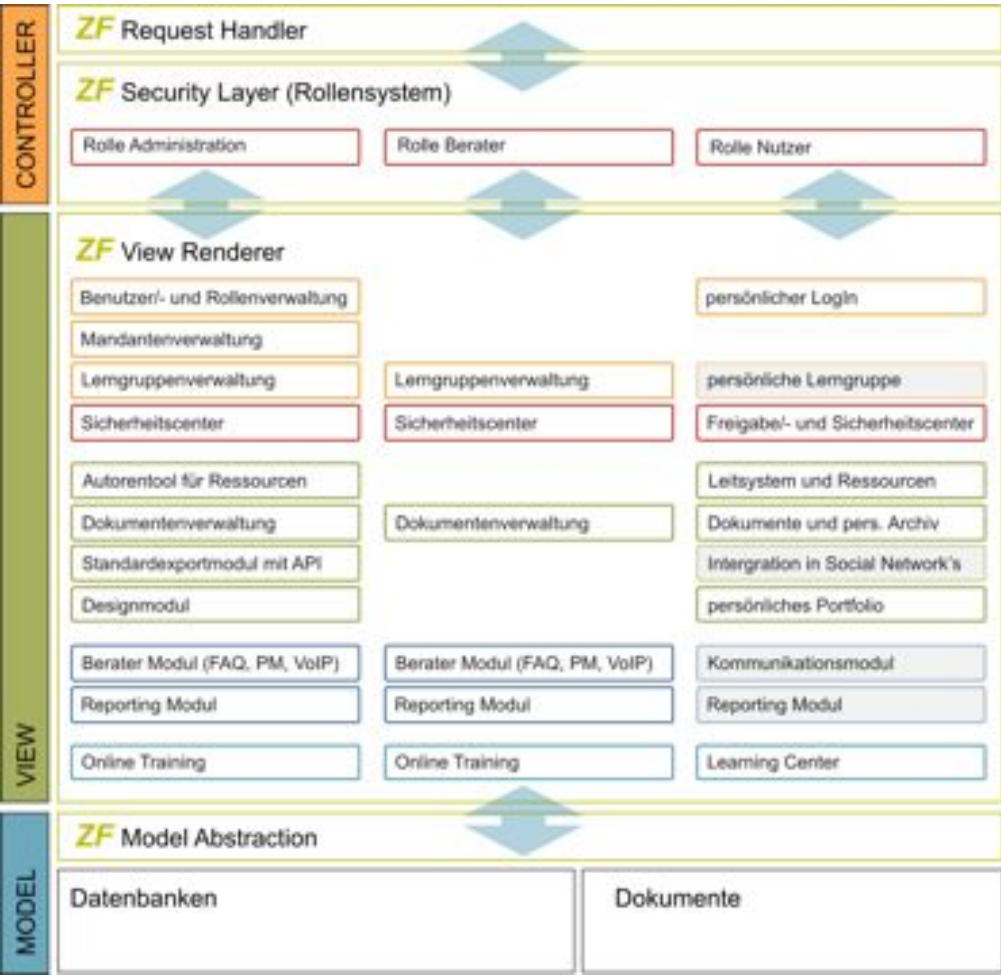 CONTROLLER
ZF Request Handler
ZF Security Layer (Rollensystem)
Rolle Administration
Rolle Berater
Rolle Nutzer
VIEW
ZF View Renderer
Benutzer/- und Rollenverwaltung
persönlicher LogIn
Mandantenverwaltung
Lerngruppenverwaltung
Lerngruppenverwaltung
persönliche Lerngruppe
Sicherheitscenter
Sicherheitscenter
Freigabe/- und Sicherheitscenter
Autorentool für Ressourcen
Leitsystem und Ressourcen
Dokumentenverwaltung
Dokumentenverwaltung
Dokumente und pers. Archiv
Standardexportmodul mit API
Intergration in Social Network's
Designmodul
persönliches Portfolio
Berater Modul (FAQ, PM, VoIP)
Berater Modul (FAQ, PM, VoIP)
Kommunikationsmodul
Reporting Modul
Reporting Modul
Reporting Modul
Online Training
Online Training
Learning Center
MODEL
ZF Model Abstraction
Datenbanken
Dokumente